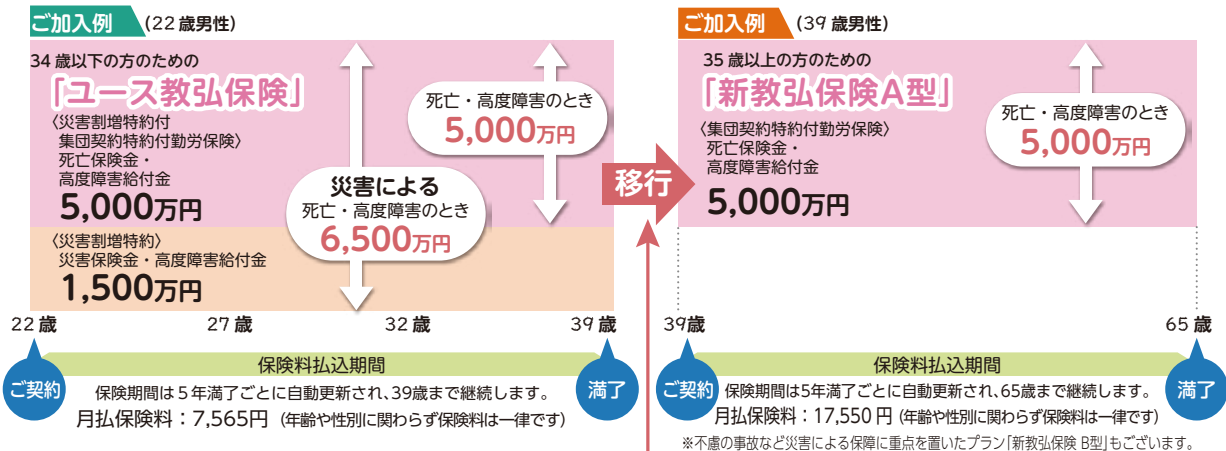 ご加入例 (22歳男性)
34歳以下の方のための
「ユース教弘保険」
〈災害割増特約付
集団契約特約付勤労保険〉
死亡保険金・
高度障害給付金
5,000万円
〈災害割増特約〉
災害保険金・高度障害給付金
1,500万円
災害による
死亡・高度障害のとき
6,500万円
死亡・高度障害のとき
5,000万円
22歳 27歳 32歳 39歳
ご契約
保険料払込期間
満了
保険期間は5年満了ごとに自動更新され、39歳まで継続します。
月払保険料：7,565円 (年齢や性別に関わらず保険料は一律です)
移行
ご加入例 (39歳男性)
35歳以上の方のための
「新教弘保険A型」
〈集団契約特約付勤労保険〉
死亡保険金・
高度障害給付金
5,000万円
死亡・高度障害のとき
5,000万円
39歳 65歳
ご契約
保険料払込期間
満了
保険期間は5年満了ごとに自動更新され、65歳まで継続します。
月払保険料：17,550円 (年齢や性別に関わらず保険料は一律です)
※不慮の事故など災害による保障に重点を置いたプラン「新教弘保険 B型」もございます。